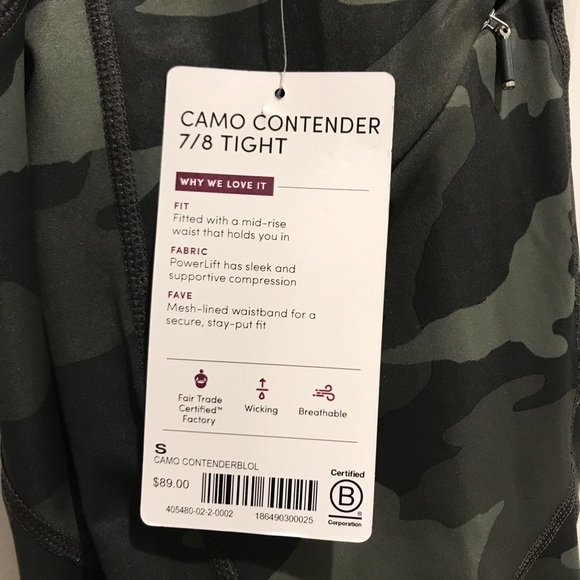 CAMO CONTENDER
7/8 TIGHT
WHY WE LOVE IT
FIT
Fitted with a mid-rise
waist that holds you in
FABRIC
PowerLift has sleek and
supportive compression
FAVE
Mesh-lined waistband for a
secure, stay-put fit
Fair Trade
Certified™
Factory
Wicking
Breathable
S
CAMO CONTENDERBLOL
$89.00
405480-02-2-0002
186490300025
Certified
B
®
Corporation